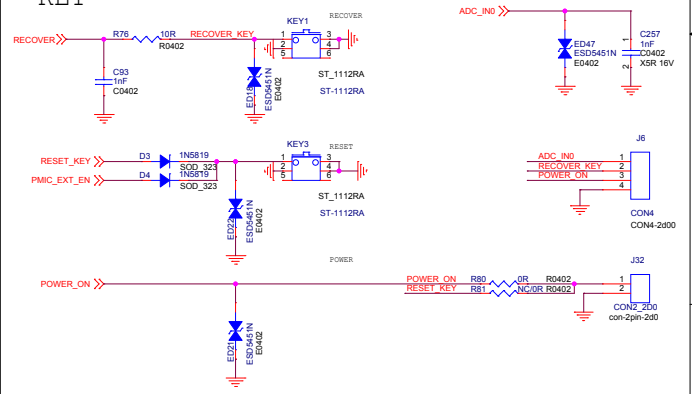 KEY
RECOVER
R76
10R
R0402
RECOVERY_KEY
KEY1
RECOVER
1
2
5
3
4
6
C93
1nF
C0402
ED18
ESD5451N
E0402
ST_1112RA
ST-1112RA
ADC_IN0
ED47
ESD5451N
E0402
1
2
C257
1nF
C0402
X5R 16V
RESET_KEY
D3
1N5819
SOD_323
PMIC_EXT_EN
D4
1N5819
SOD_323
KEY3
RESET
1
2
5
3
4
6
ED22
ESD5451N
E0402
ST_1112RA
ST-1112RA
J6
ADC_IN0
1
RECOVER_KEY
2
POWER_ON
3
4
CON4
CON4-2d00
POWER
POWER_ON
ED21
ESD5451N
E0402
POWER_ON
R80
0R
R0402
RESET_KEY
R81
NC/0R
R0402
J32
1
2
CON2_2D0
con-2pin-2d0